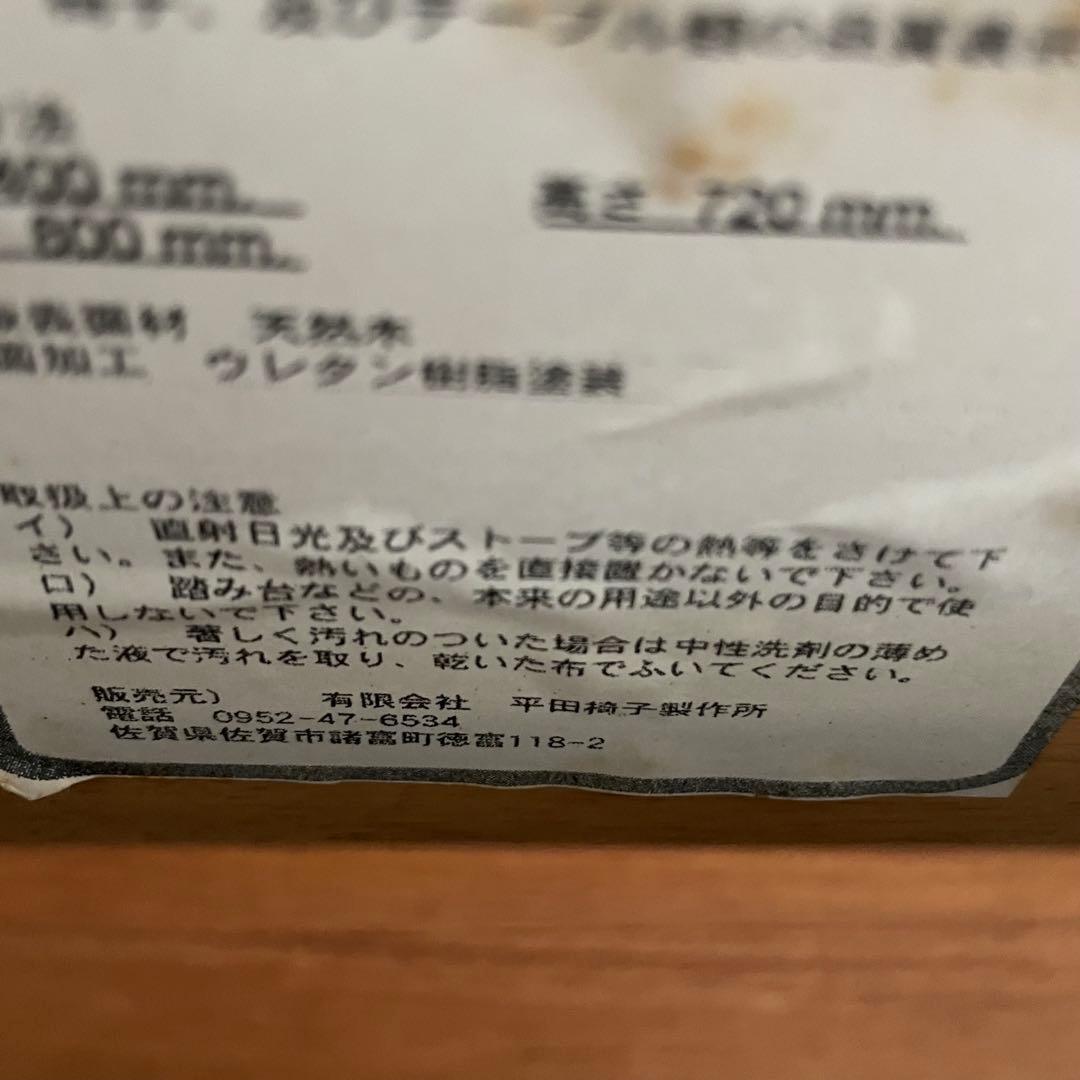 テーブル
高さ 720 mm.
mm.
天然木
ウレタン樹脂塗装
取扱上の注意
イ） 直射日光及びストーブ等の熱等をさけて下
さい。また、熱いものを直接置かないで下さい。
ロ） 踏み台などの、本来の用途以外の目的で使
用しないで下さい。
ハ） 著しく汚れのついた場合は中性洗剤の薄め
た液で汚れを取り、乾いた布でふいてください。
販売元） 有限会社 平田椅子製作所
電話 0952-47-6534
佐賀県佐賀市諸富町徳富118-2